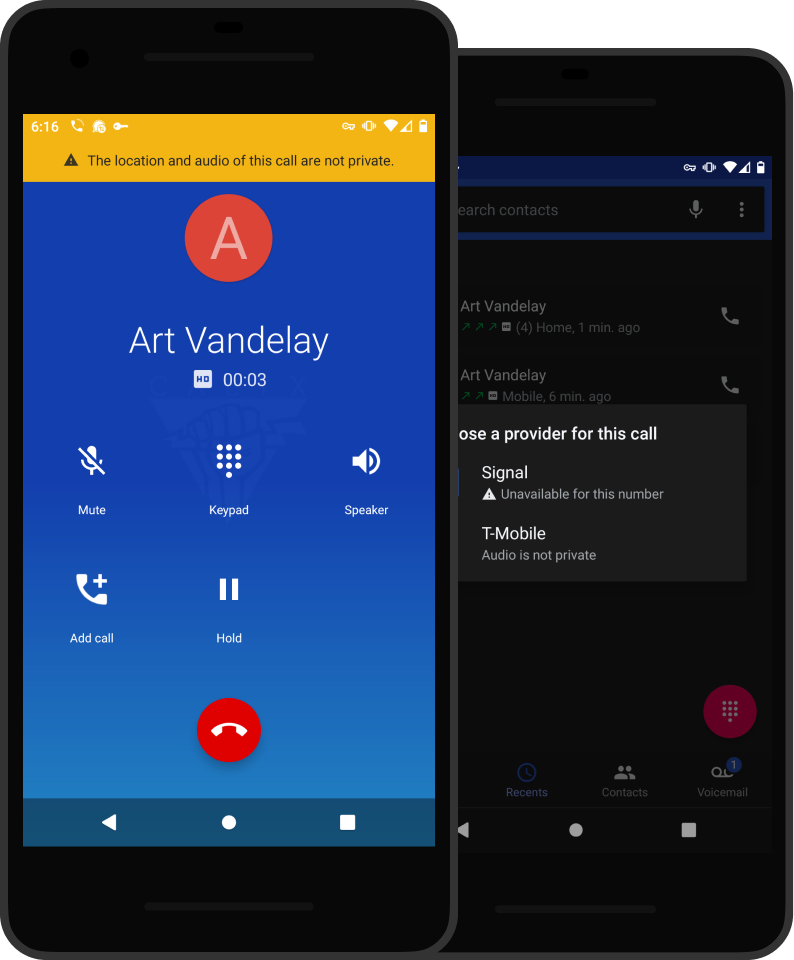 6:16
The location and audio of this call are not private.
A
Art Vandelay
HD 00:03
Mute
Keypad
Speaker
Add call
Hold
earch contacts
Art Vandelay
HD (4) Home, 1 min. ago
Art Vandelay
HD Mobile, 6 min. ago
ose a provider for this call
Signal
Unavailable for this number
T-Mobile
Audio is not private
1
Recents
Contacts
Voicemail